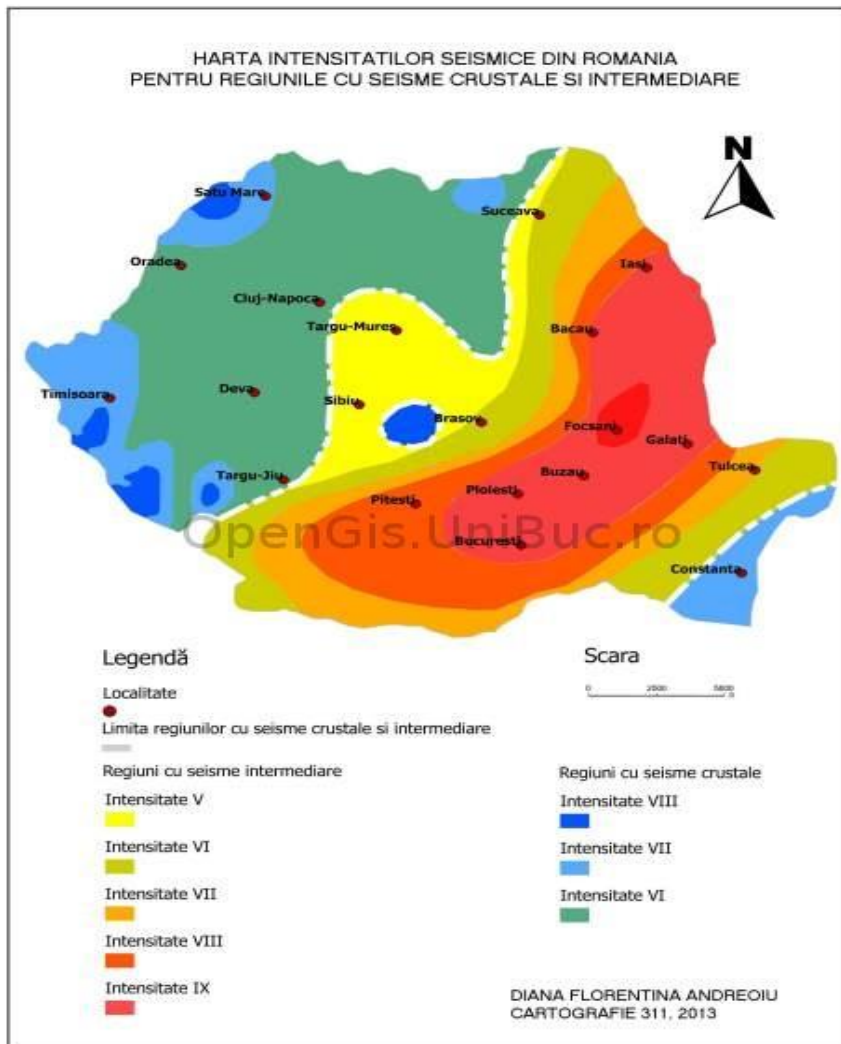 HARTA INTENSITATILOR SEISMICE DIN ROMANIA
PENTRU REGIUNILE CU SEISME CRUSTALE SI INTERMEDIARE
N
Satu Mare
Suceava
Oradea
Iasi
Cluj-Napoca
Targu-Mures
Bacau
Deva
Timisoara
Sibiu
Brasov
Focsani
Galati
Targu-Jiu
Buzau
Tulcea
Pitesti
Ploiesti
OpenGis.UniBuc.ro
Bucuresti
Constanta
Legendă
Scara
Localitate
0 2500 5000
Limita regiunilor cu seisme crustale si intermediare
Regiuni cu seisme intermediare
Regiuni cu seisme crustale
Intensitate V
Intensitate VIII
Intensitate VI
Intensitate VII
Intensitate VII
Intensitate VI
Intensitate VIII
Intensitate IX
DIANA FLORENTINA ANDREOIU
CARTOGRAFIE 311, 2013